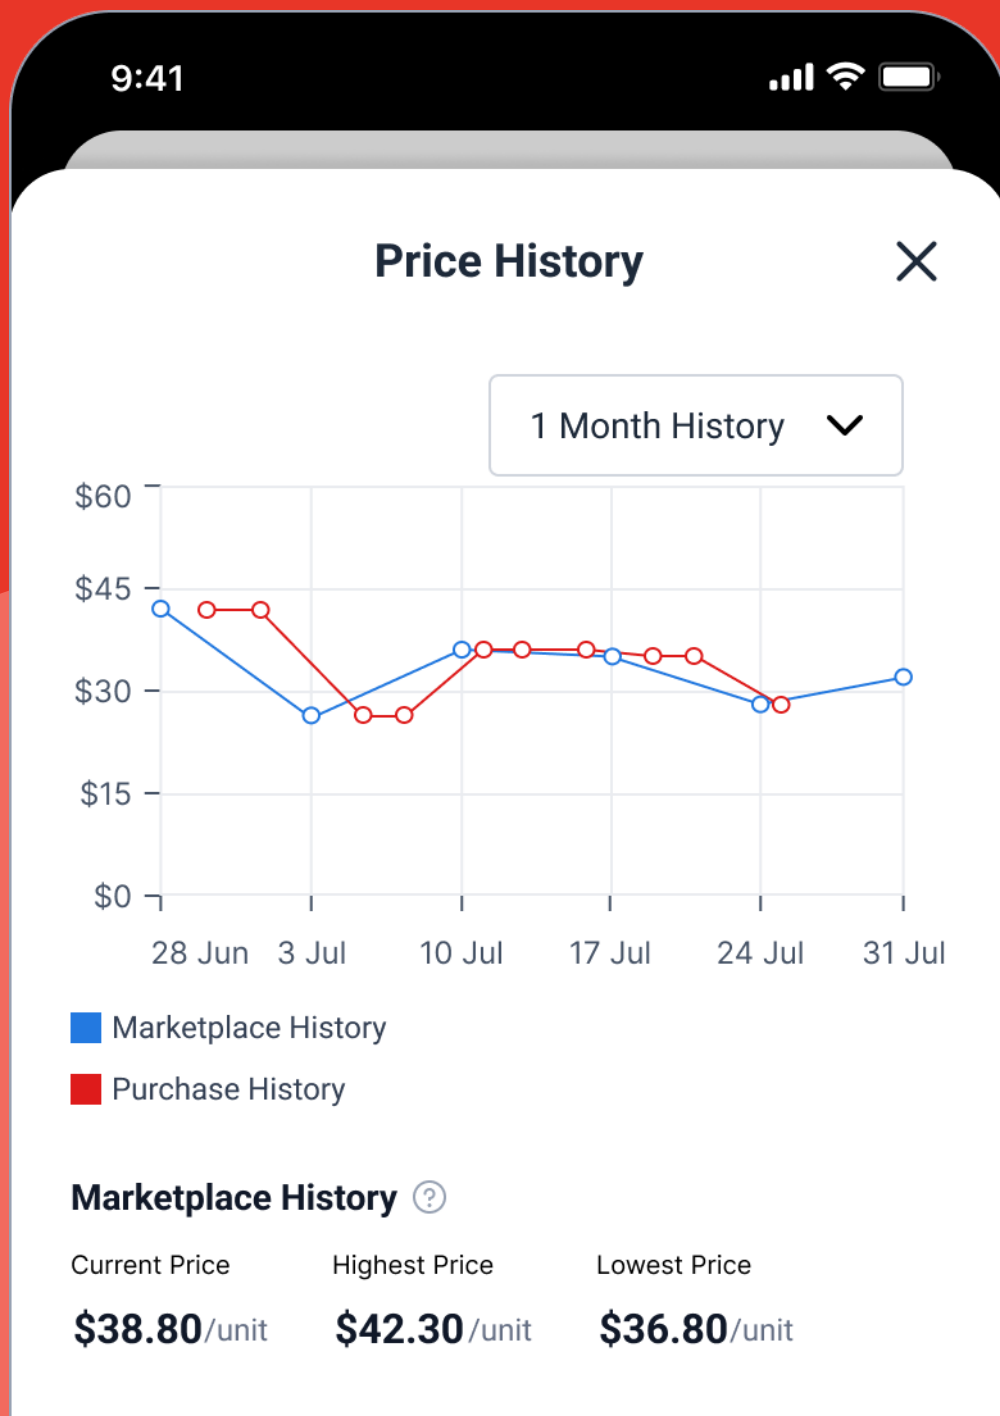 9:41
Price History
1 Month History
$60
$45
$30
$15
$0
28 Jun 3 Jul 10 Jul 17 Jul 24 Jul 31 Jul
Marketplace History
Purchase History
Marketplace History ?
Current Price Highest Price Lowest Price
$38.80/unit $42.30/unit $36.80/unit